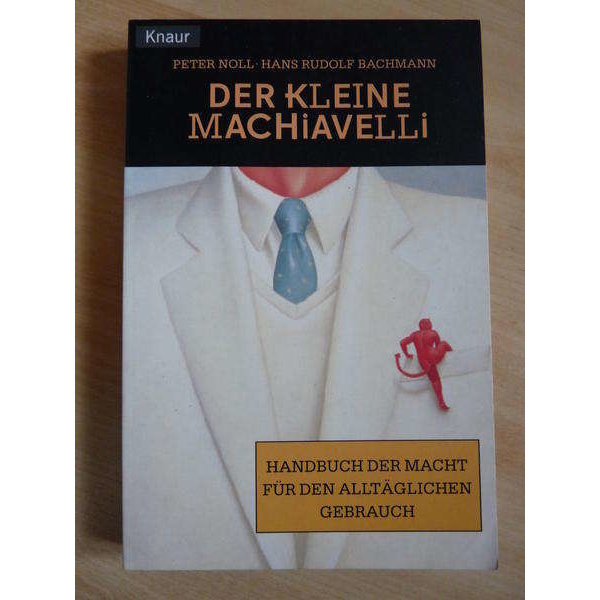 Knaur
PETER NOLL · HANS RUDOLF BACHMANN
DER KLEINE
MACHiAVELLi
HANDBUCH DER MACHT
FÜR DEN ALLTÄGLICHEN
GEBRAUCH